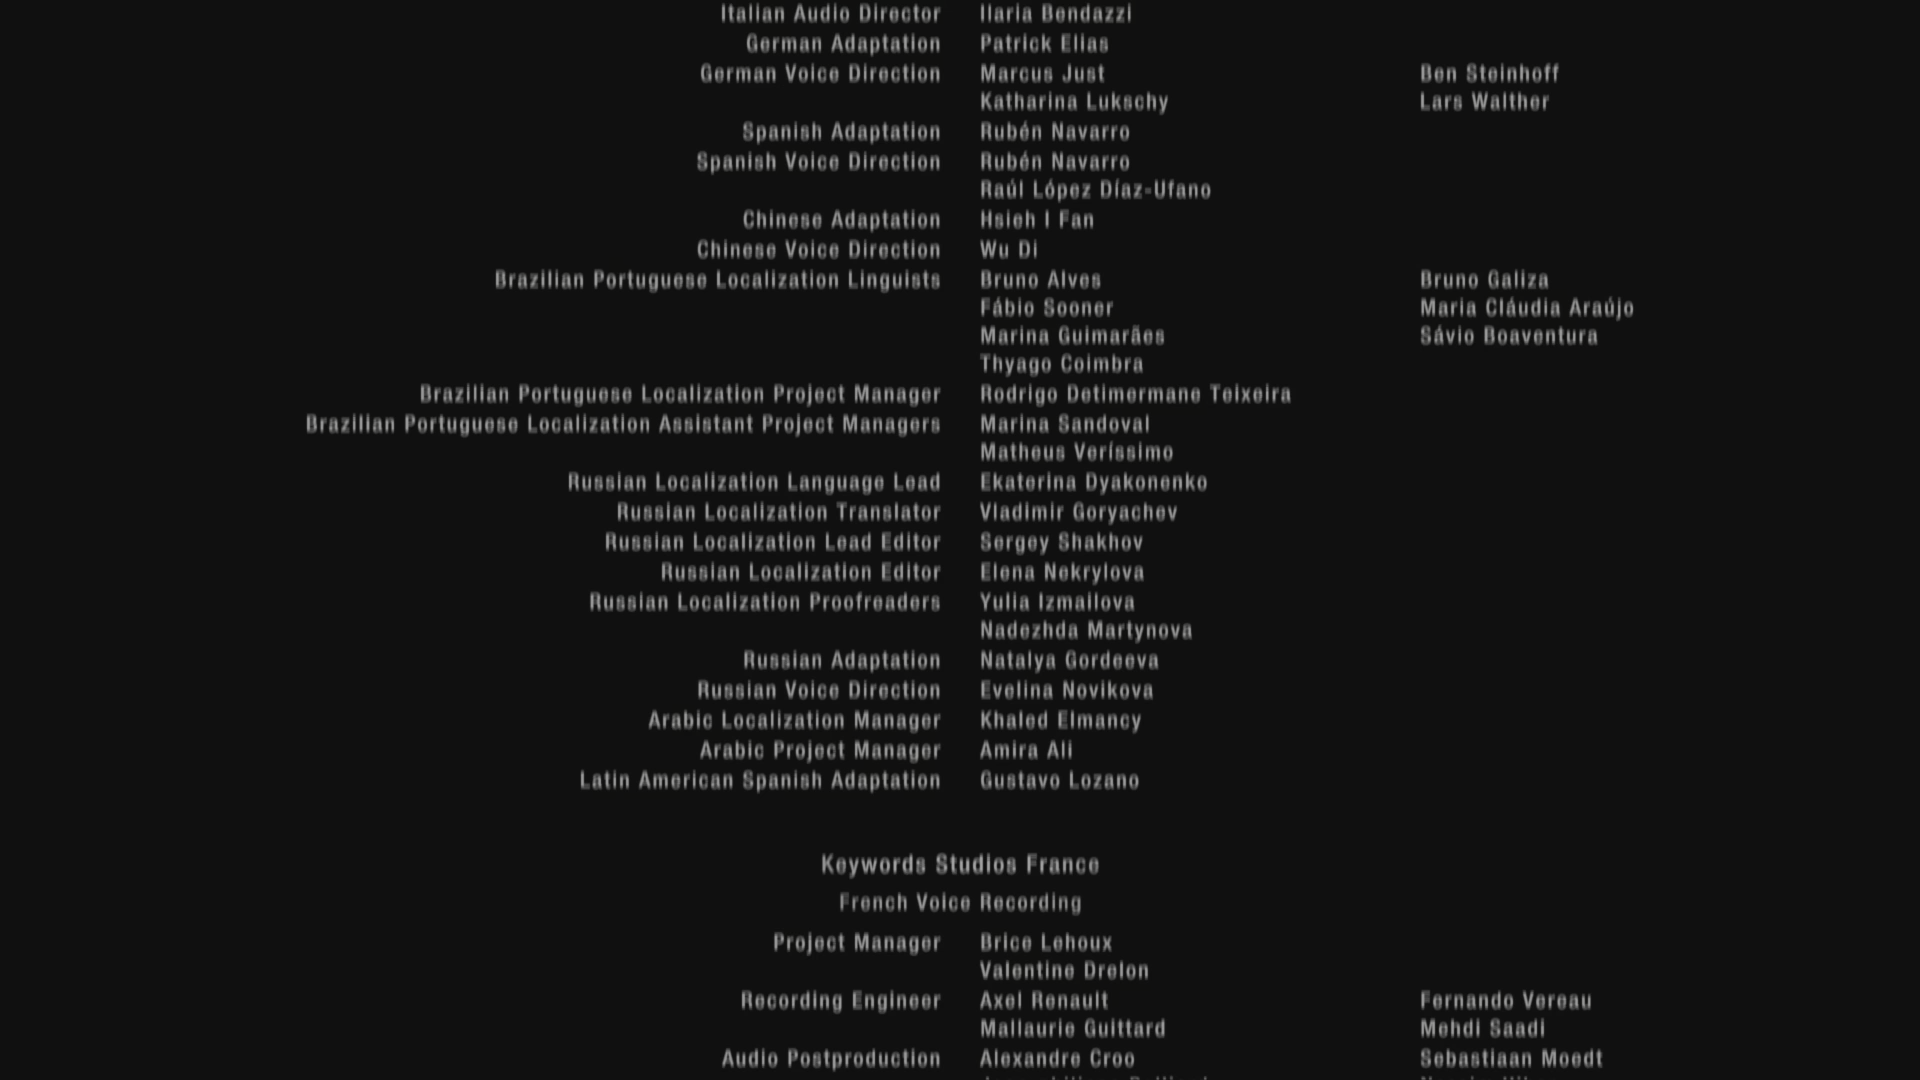 Italian Audio Director Ilaria Bendazzi
German Adaptation Patrick Elias
German Voice Direction Marcus Just Ben Steinhoff
Katharina Lukschy Lars Walther
Spanish Adaptation Rubén Navarro
Spanish Voice Direction Rubén Navarro
Raúl López Díaz-Ufano
Chinese Adaptation Hsieh I Fan
Chinese Voice Direction Wu Di
Brazilian Portuguese Localization Linguists Bruno Alves Bruno Galiza
Fábio Sooner Maria Cláudia Araújo
Marina Guimarães Sávio Boaventura
Thyago Coimbra
Brazilian Portuguese Localization Project Manager Rodrigo Detimermane Teixeira
Brazilian Portuguese Localization Assistant Project Managers Marina Sandoval
Matheus Veríssimo
Russian Localization Language Lead Ekaterina Dyakonenko
Russian Localization Translator Vladimir Goryachev
Russian Localization Lead Editor Sergey Shakhov
Russian Localization Editor Elena Nekrylova
Russian Localization Proofreaders Yulia Izmailova
Nadezhda Martynova
Russian Adaptation Natalya Gordeeva
Russian Voice Direction Evelina Novikova
Arabic Localization Manager Khaled Elmancy
Arabic Project Manager Amira Ali
Latin American Spanish Adaptation Gustavo Lozano
Keywords Studios France
French Voice Recording
Project Manager Brice Lehoux
Valentine Drelon
Recording Engineer Axel Renault Fernando Vereau
Mallaurie Guittard Mehdi Saadi
Audio Postproduction Alexandre Croo Sebastiaan Moedt